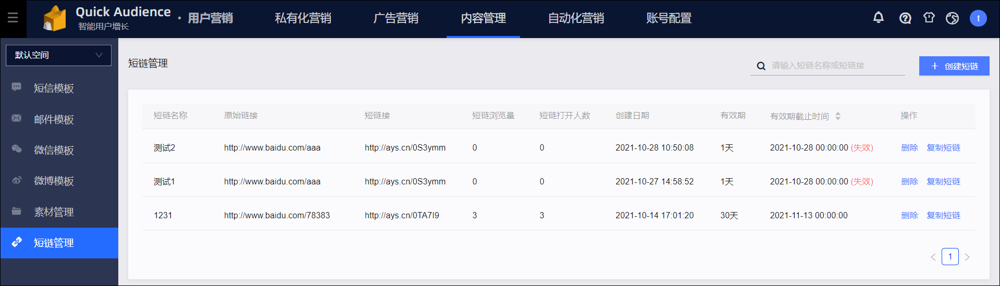 Quick Audience
智能用户增长
· 用户营销
私有化营销
广告营销
内容管理
自动化营销
账号配置
t
默认空间
短信模板
邮件模板
微信模板
微博模板
素材管理
短链管理
短链管理
请输入短链名称或短链接
+ 创建短链
短链名称 原始链接 短链接 短链浏览量 短链打开人数 创建日期 有效期 有效期截止时间 操作
测试2 http://www.baidu.com/aaa http://ays.cn/0S3ymm 0 0 2021-10-28 10:50:08 1天 2021-10-28 00:00:00 (失效) 删除 复制短链
测试1 http://www.baidu.com/aaa http://ays.cn/0S3ymm 0 0 2021-10-27 14:58:52 1天 2021-10-28 00:00:00 (失效) 删除 复制短链
1231 http://www.baidu.com/78383 http://ays.cn/0TA7I9 3 3 2021-10-14 17:01:20 30天 2021-11-13 00:00:00 删除 复制短链
< 1 >